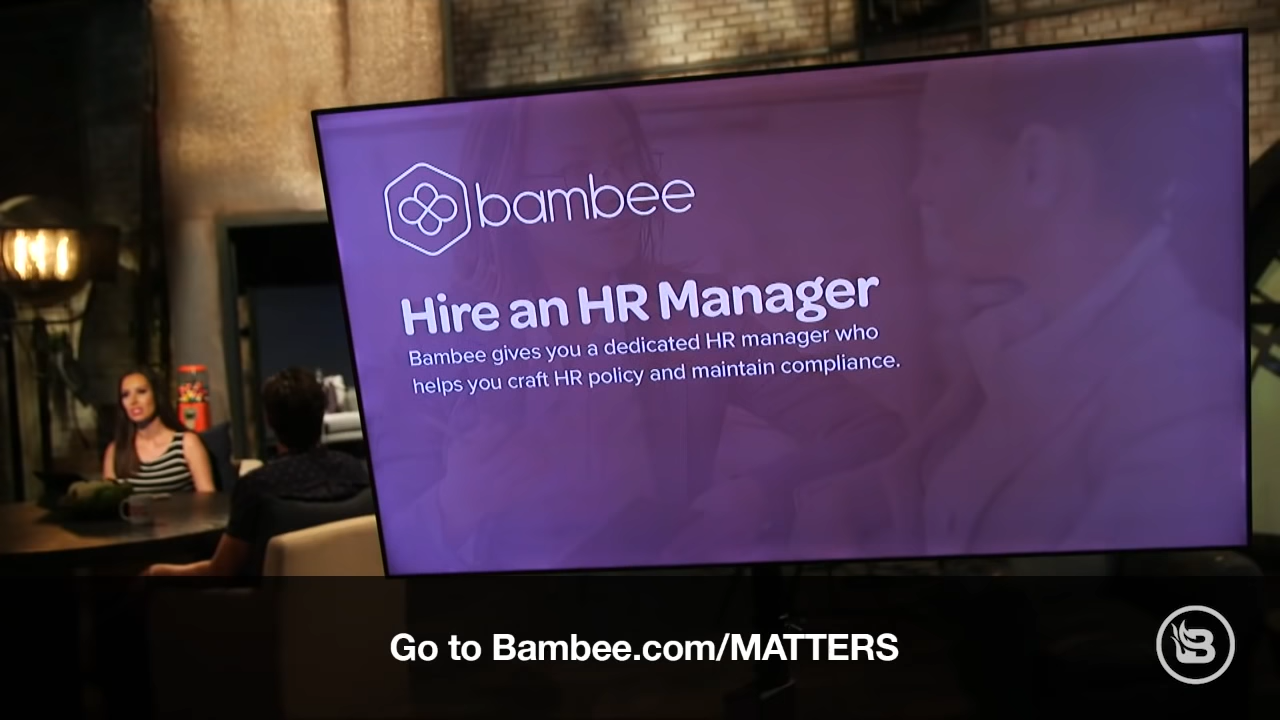 bambee
Hire an HR Manager
Bambee gives you a dedicated HR manager who
helps you craft HR policy and maintain compliance.
Go to Bambee.com/MATTERS
B